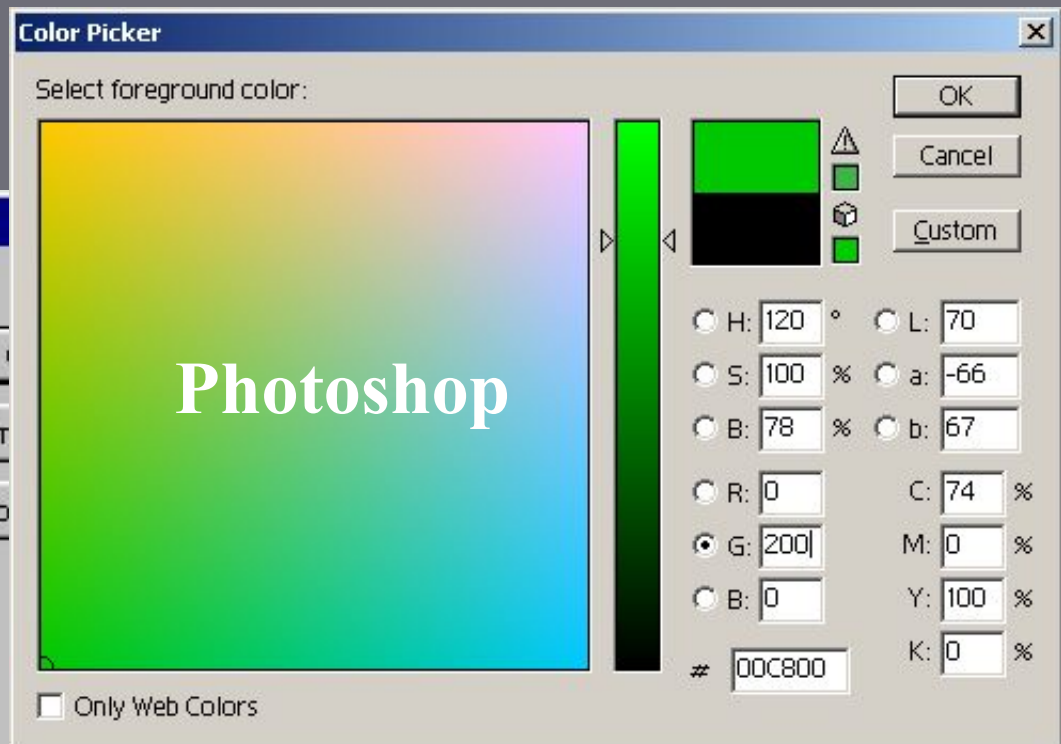 Color Picker
Select foreground color:
OK
Cancel
Custom
Photoshop
H: 120 ° L: 70
S: 100 % a: -66
B: 78 % b: 67
R: 0 C: 74 %
G: 200 M: 0 %
B: 0 Y: 100 %
# 00C800 K: 0 %
Only Web Colors